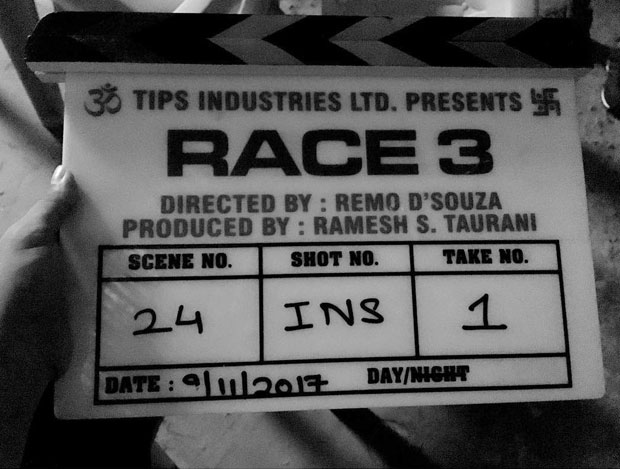 ॐ TIPS INDUSTRIES LTD. PRESENTS 卐
RACE 3
DIRECTED BY : REMO D'SOUZA
PRODUCED BY : RAMESH S. TAURANI
SCENE NO. SHOT NO. TAKE NO.
24 INS 1
DATE : 9/11/2017 DAY/NIGHT